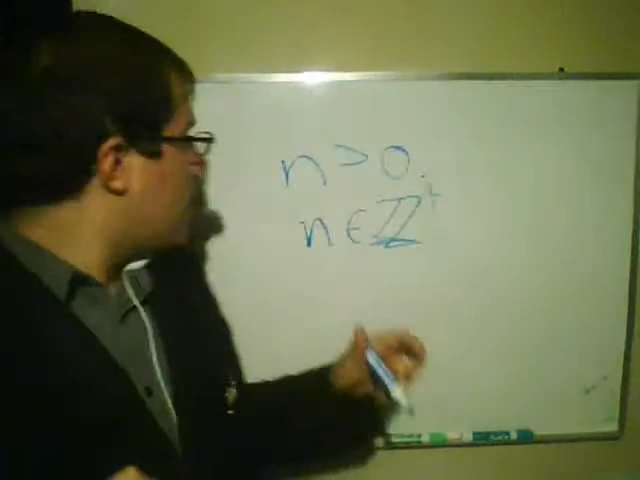 n > 0.
n ∈ ℤ⁺